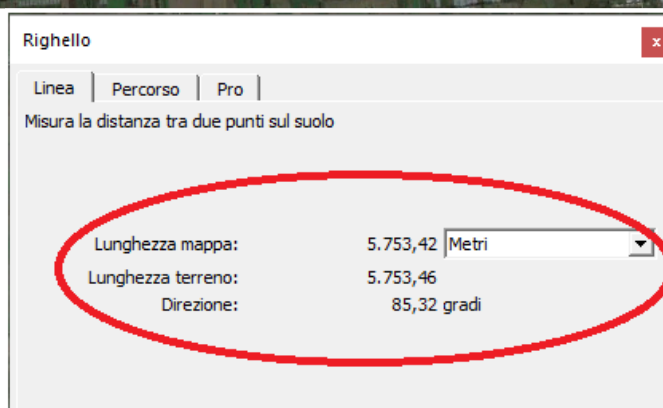 Righello
x
Linea Percorso Pro
Misura la distanza tra due punti sul suolo
Lunghezza mappa: 5.753,42 Metri
Lunghezza terreno: 5.753,46
Direzione: 85,32 gradi